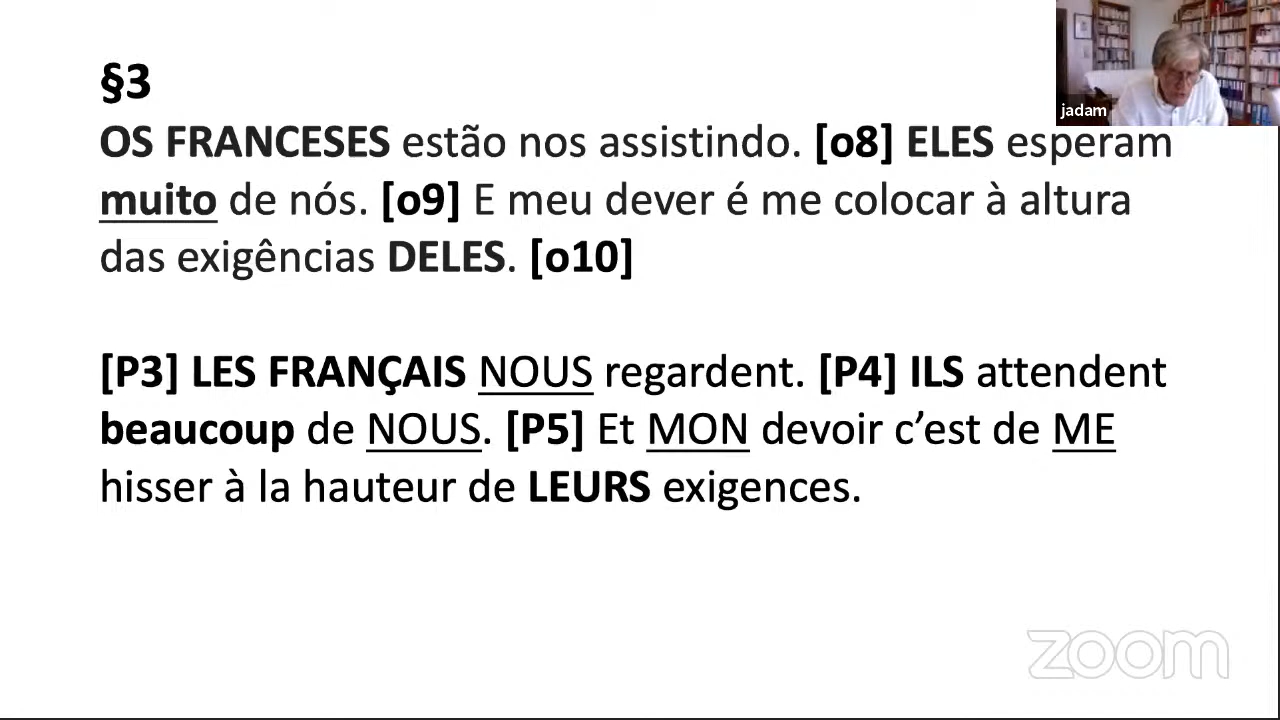 jadam
§3
OS FRANCESES estão nos assistindo. [o8] ELES esperam
muito de nós. [o9] E meu dever é me colocar à altura
das exigências DELES. [o10]
[P3] LES FRANÇAIS NOUS regardent. [P4] ILS attendent
beaucoup de NOUS. [P5] Et MON devoir c’est de ME
hisser à la hauteur de LEURS exigences.
zoom